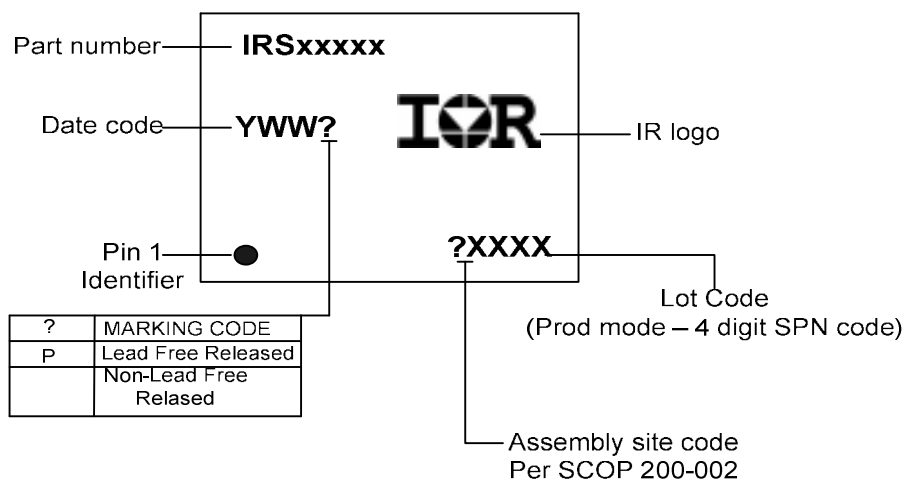 Part number
IRSxxxxx
Date code
YWW?
IOR
IR logo
Pin 1
Identifier
?XXXX
Lot Code
(Prod mode – 4 digit SPN code)
? MARKING CODE
P Lead Free Released
Non-Lead Free
Relased
Assembly site code
Per SCOP 200-002